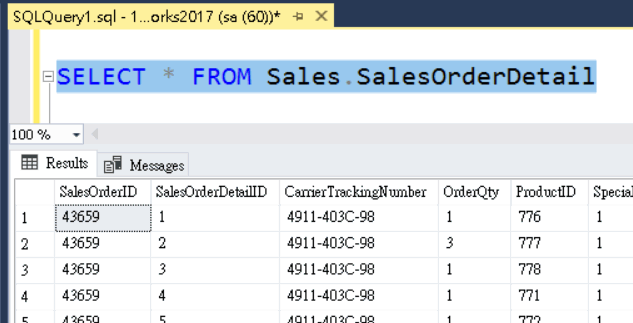 SQLQuery1.sql - 1...orks2017 (sa (60))*
SELECT * FROM Sales.SalesOrderDetail
100 %
Results Messages
SalesOrderID SalesOrderDetailID CarrierTrackingNumber OrderQty ProductID Special
1 43659 1 4911-403C-98 1 776 1
2 43659 2 4911-403C-98 3 777 1
3 43659 3 4911-403C-98 1 778 1
4 43659 4 4911-403C-98 1 771 1
5 43659 5 4911-403C-98 1 772 1